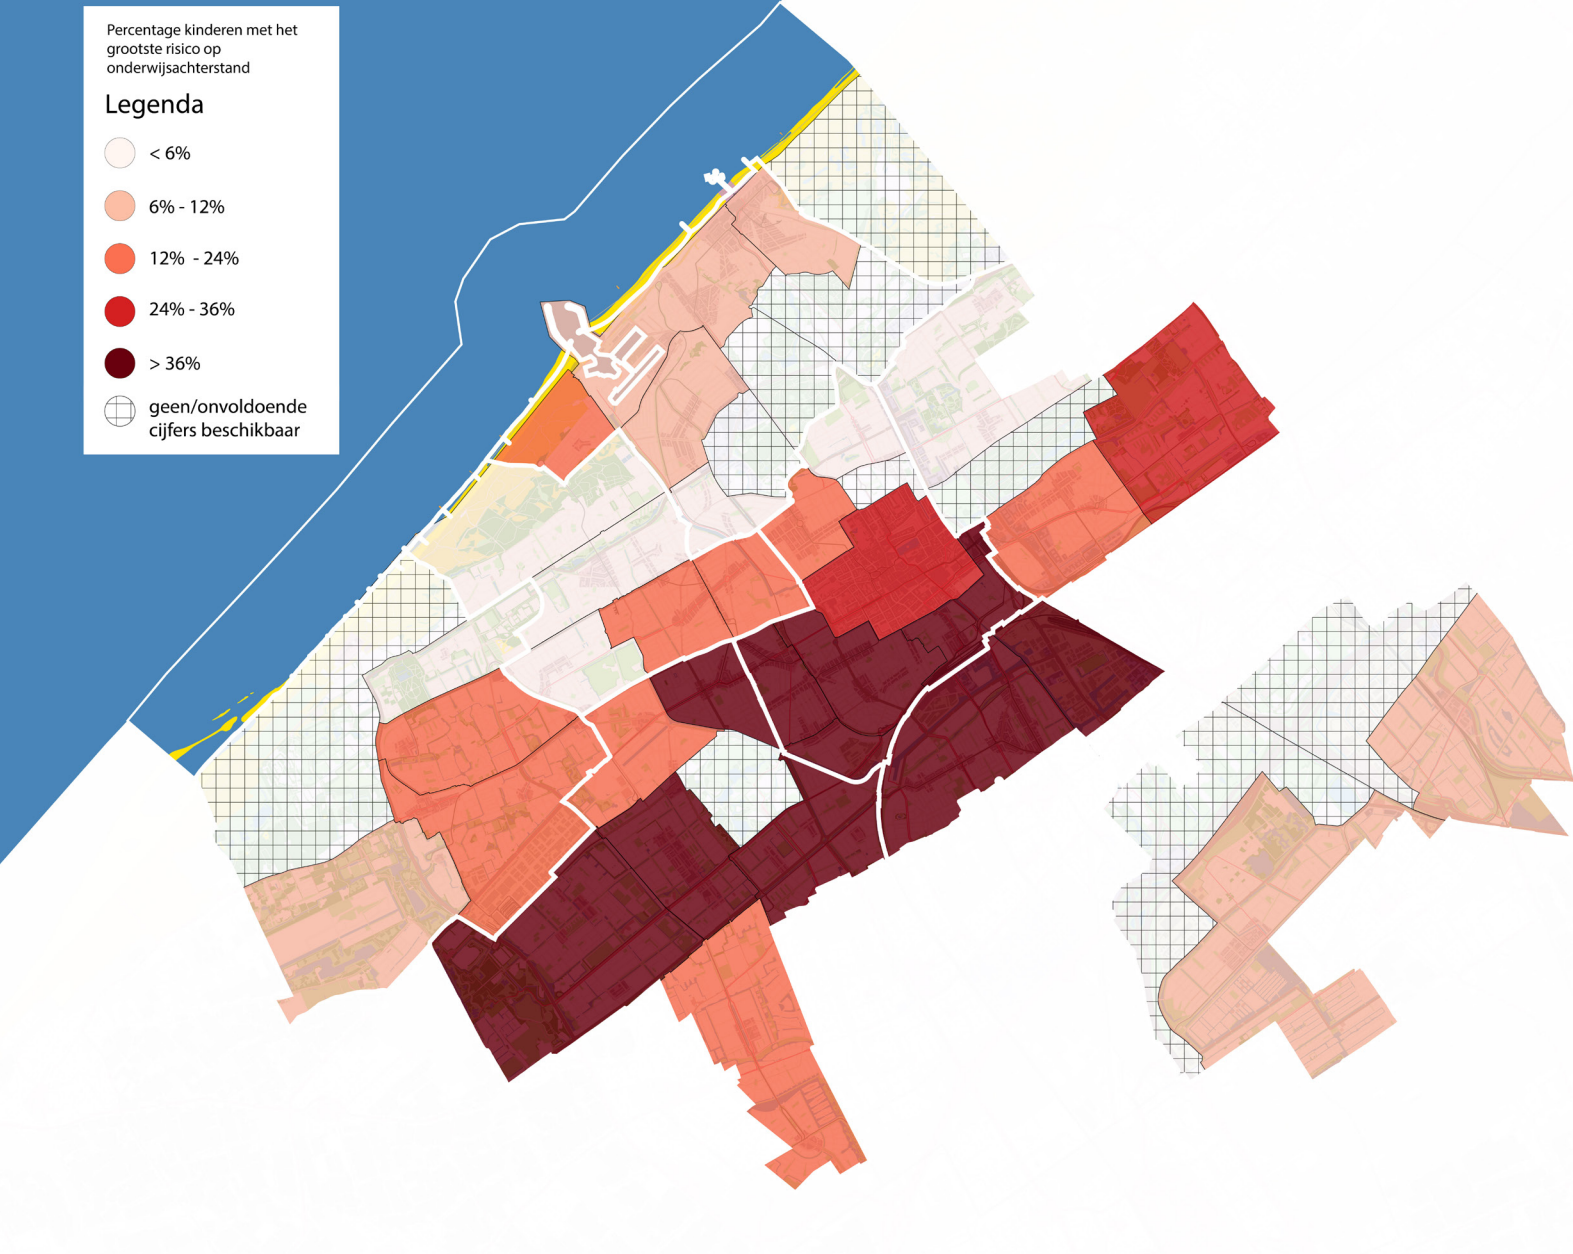 Percentage kinderen met het
grootste risico op
onderwijsachterstand
Legenda
< 6%
6% - 12%
12% - 24%
24% - 36%
> 36%
geen/onvoldoende
cijfers beschikbaar